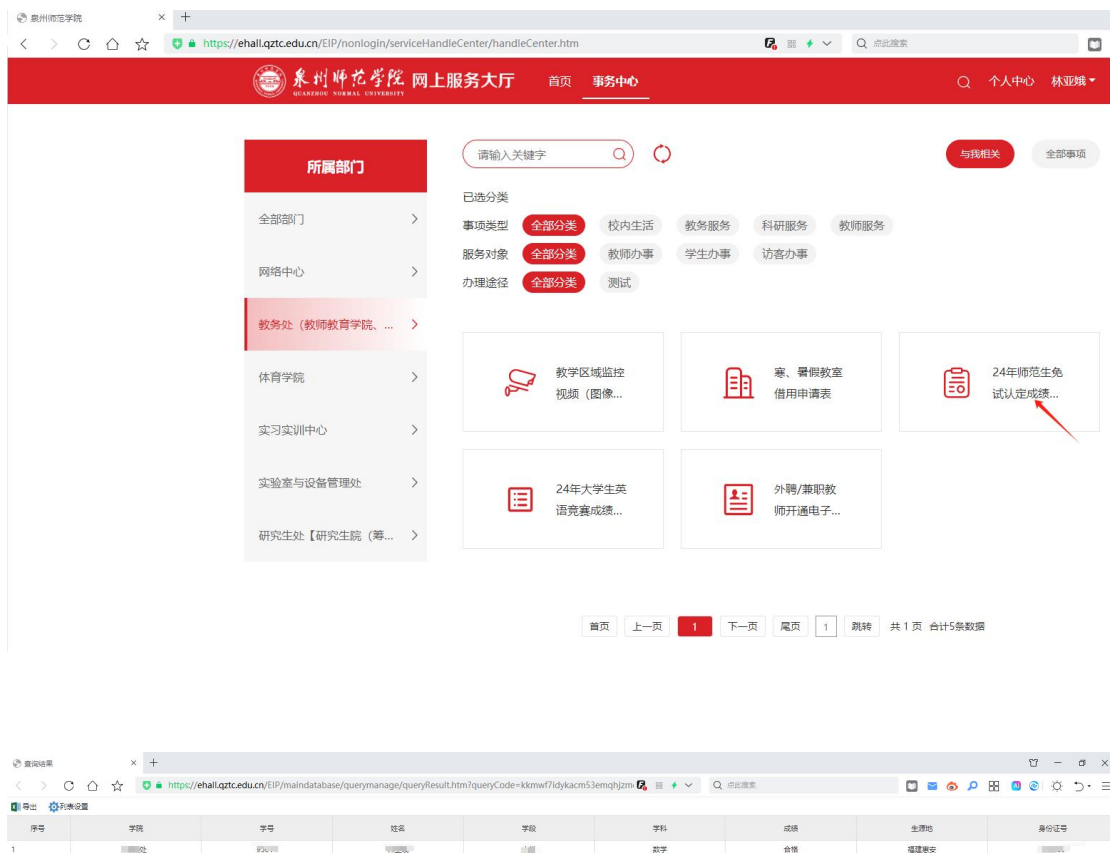 泉州师范学院
https://ehall.qztc.edu.cn/EIP/nonlogin/serviceHandleCenter/handleCenter.htm
点此搜索
泉州师范学院 网上服务大厅 首页 事务中心 个人中心 林亚娥
QUANZHOU NORMAL UNIVERSITY
所属部门
全部部门
网络中心
教务处（教师教育学院、...
体育学院
实习实训中心
实验室与设备管理处
研究生处【研究生院（筹...
请输入关键字
与我相关 全部事项
已选分类
事项类型 全部分类 校内生活 教务服务 科研服务 教师服务
服务对象 全部分类 教师办事 学生办事 访客办事
办理途径 全部分类 测试
教学区域监控
视频（图像...
寒、暑假教室
借用申请表
24年师范生免
试认定成绩...
24年大学生英
语竞赛成绩...
外聘/兼职教
师开通电子...
首页 上一页 1 下一页 尾页 1 跳转 共 1 页 合计5条数据
查询结果
https://ehall.qztc.edu.cn/EIP/maindatabase/querymanage/queryResult.htm?queryCode=kkmwf7idykacm53emqhjzm
点此搜索
导出 列表设置
序号 学院 学号 姓名 学段 学科 成绩 生源地 身份证号
1 处 数学 合格 福建惠安